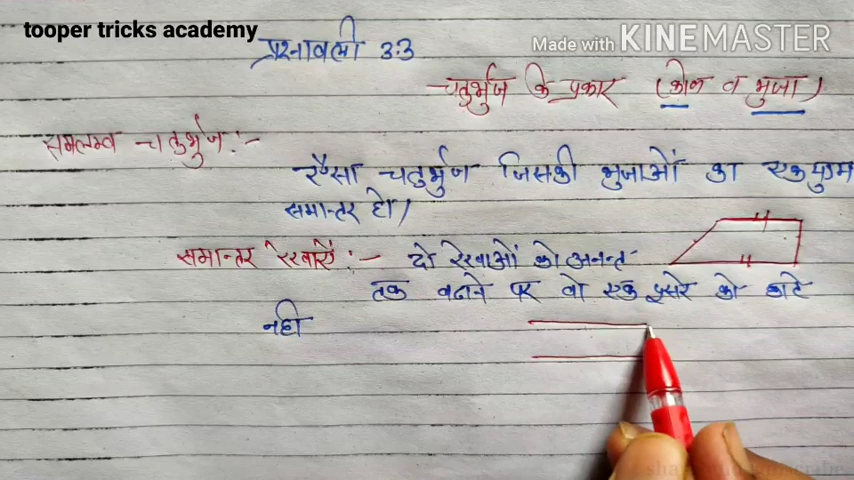 tooper tricks academy
Made with KINEMASTER
प्रश्नावली 3.3
चतुर्भुज के प्रकार (कोन व भुजा)
समलम्ब चतुर्भुज :-
ऐसा चतुर्भुज जिसकी भुजाओं का एक युग्म
समान्तर हो।
समान्तर रेखाऐं :- दो रेखाओं को अनन्त
तक बढाने पर वो एक दूसरे को काटे
नही